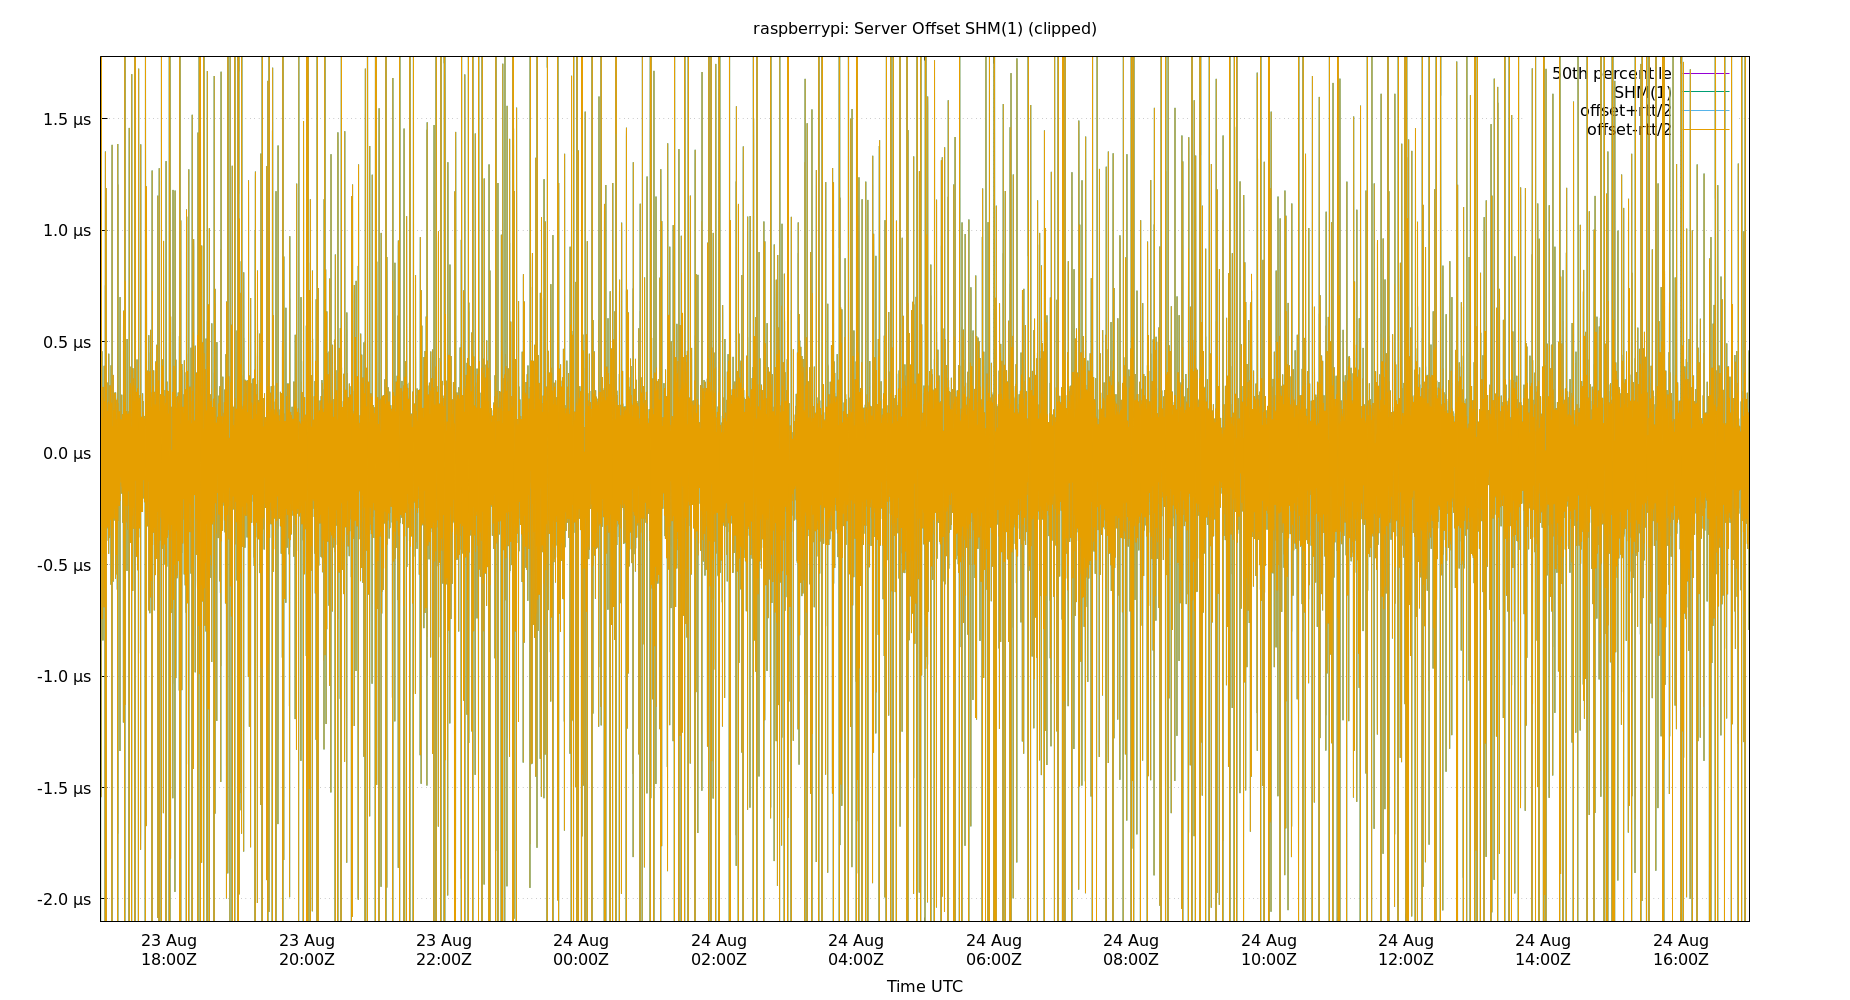 raspberrypi: Server Offset SHM(1) (clipped)
50th percentile
SHM(1)
offset+rtt/2
offset-rtt/2
1.5 µs
1.0 µs
0.5 µs
0.0 µs
-0.5 µs
-1.0 µs
-1.5 µs
-2.0 µs
23 Aug 23 Aug 23 Aug 24 Aug 24 Aug 24 Aug 24 Aug 24 Aug 24 Aug 24 Aug 24 Aug 24 Aug
18:00Z 20:00Z 22:00Z 00:00Z 02:00Z 04:00Z 06:00Z 08:00Z 10:00Z 12:00Z 14:00Z 16:00Z
Time UTC